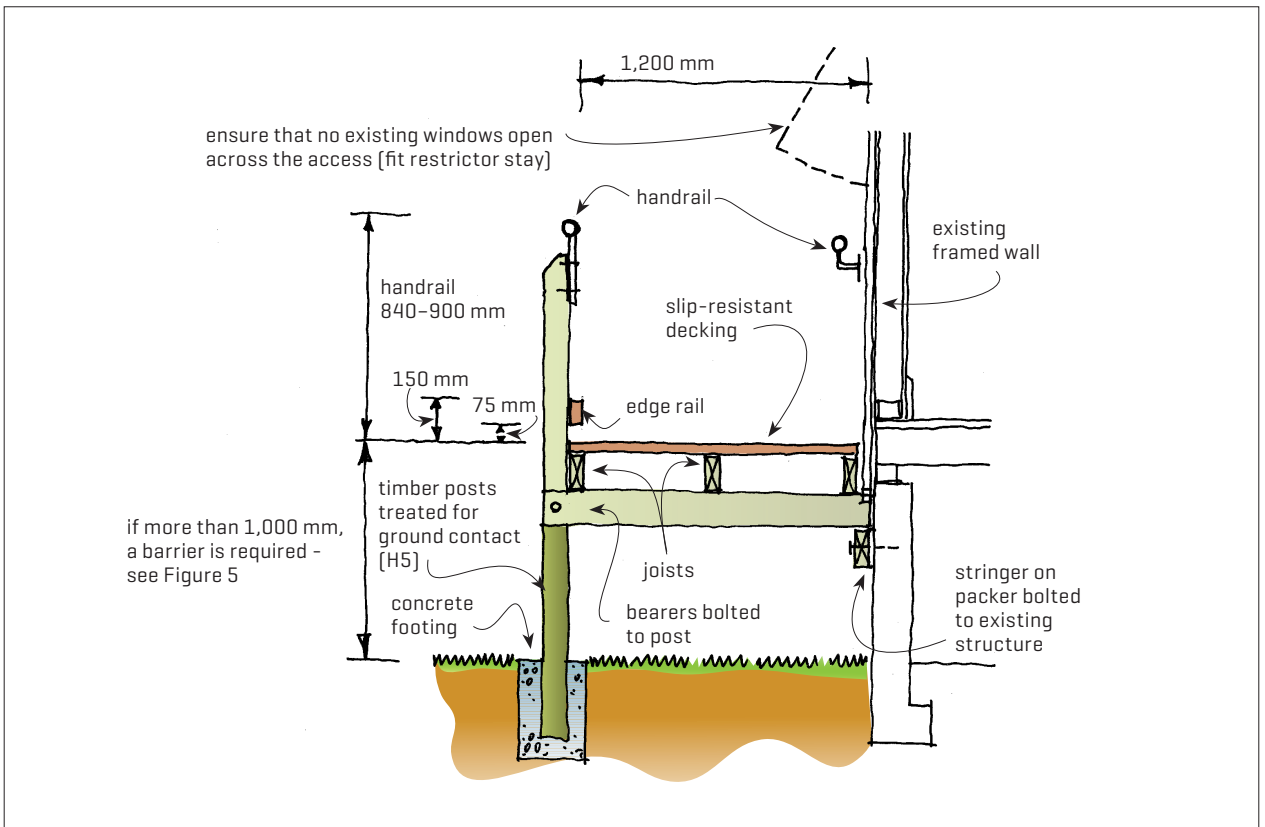 1,200 mm
ensure that no existing windows open
across the access (fit restrictor stay)
handrail
existing
framed wall
handrail
840–900 mm
slip-resistant
decking
150 mm
75 mm
edge rail
timber posts
treated for
ground contact
(H5)
if more than 1,000 mm,
a barrier is required -
see Figure 5
joists
stringer on
packer bolted
to existing
structure
concrete
footing
bearers bolted
to post